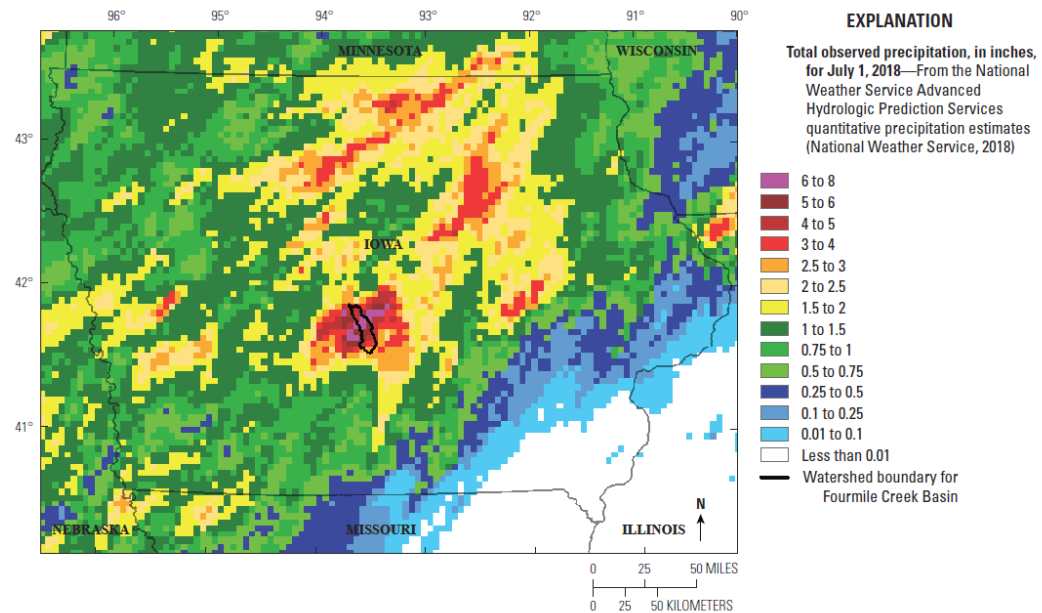 96° 95° 94° 93° 92° 91° 90°
MINNESOTA WISCONSIN
43°
IOWA
42°
41°
NEBRASKA MISSOURI ILLINOIS
N
0 25 50 MILES
0 25 50 KILOMETERS
EXPLANATION
Total observed precipitation, in inches,
for July 1, 2018—From the National
Weather Service Advanced
Hydrologic Prediction Services
quantitative precipitation estimates
(National Weather Service, 2018)
6 to 8
5 to 6
4 to 5
3 to 4
2.5 to 3
2 to 2.5
1.5 to 2
1 to 1.5
0.75 to 1
0.5 to 0.75
0.25 to 0.5
0.1 to 0.25
0.01 to 0.1
Less than 0.01
Watershed boundary for
Fourmile Creek Basin